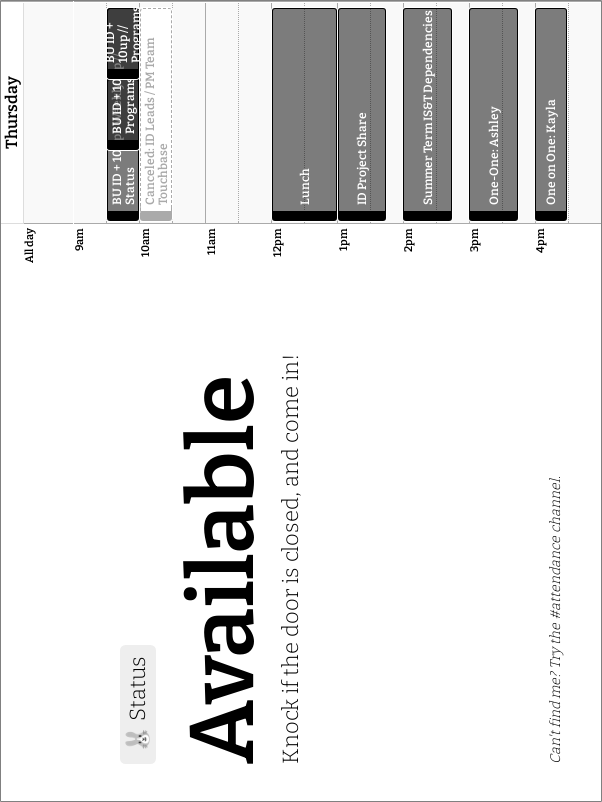 Status
Available
Knock if the door is closed, and come in!
Can't find me? Try the #attendance channel.
Thursday
All day
9am
10am
11am
12pm
1pm
2pm
3pm
4pm
BU ID + 10
Status
BU ID + 10
Programs
BU ID +
10up //
Programs
Canceled: ID Leads / PM Team
Touchbase
Lunch
ID Project Share
Summer Term IS&T Dependencies
One-One: Ashley
One on One: Kayla